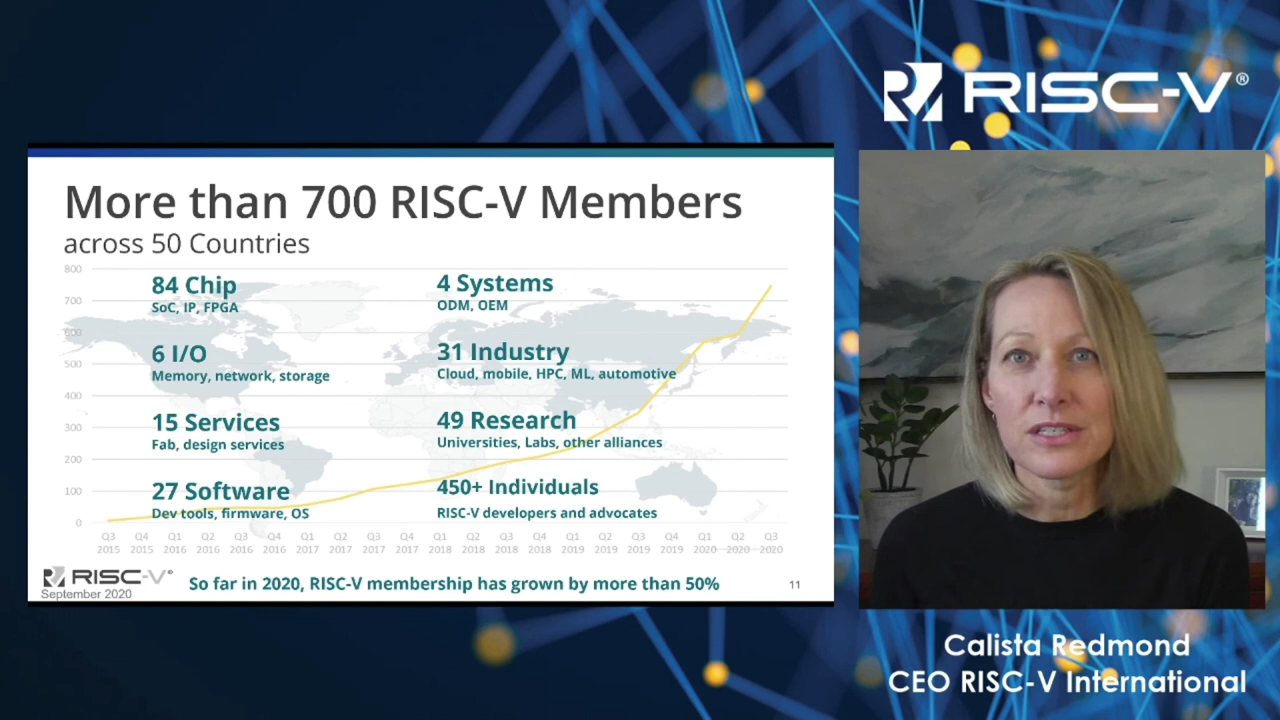 RISC-V®
More than 700 RISC-V Members
across 50 Countries
800
700
600
500
400
300
200
100
0
84 Chip
SoC, IP, FPGA
6 I/O
Memory, network, storage
15 Services
Fab, design services
27 Software
Dev tools, firmware, OS
4 Systems
ODM, OEM
31 Industry
Cloud, mobile, HPC, ML, automotive
49 Research
Universities, Labs, other alliances
450+ Individuals
RISC-V developers and advocates
Q3 Q4 Q1 Q2 Q3 Q4 Q1 Q2 Q3 Q4 Q1 Q2 Q3 Q4 Q1 Q2 Q3 Q4 Q1 Q2 Q3
2015 2015 2016 2016 2016 2016 2017 2017 2017 2017 2018 2018 2018 2018 2019 2019 2019 2019 2020 2020 2020
RISC-V®
September 2020
So far in 2020, RISC-V membership has grown by more than 50%
11
Calista Redmond
CEO RISC-V International